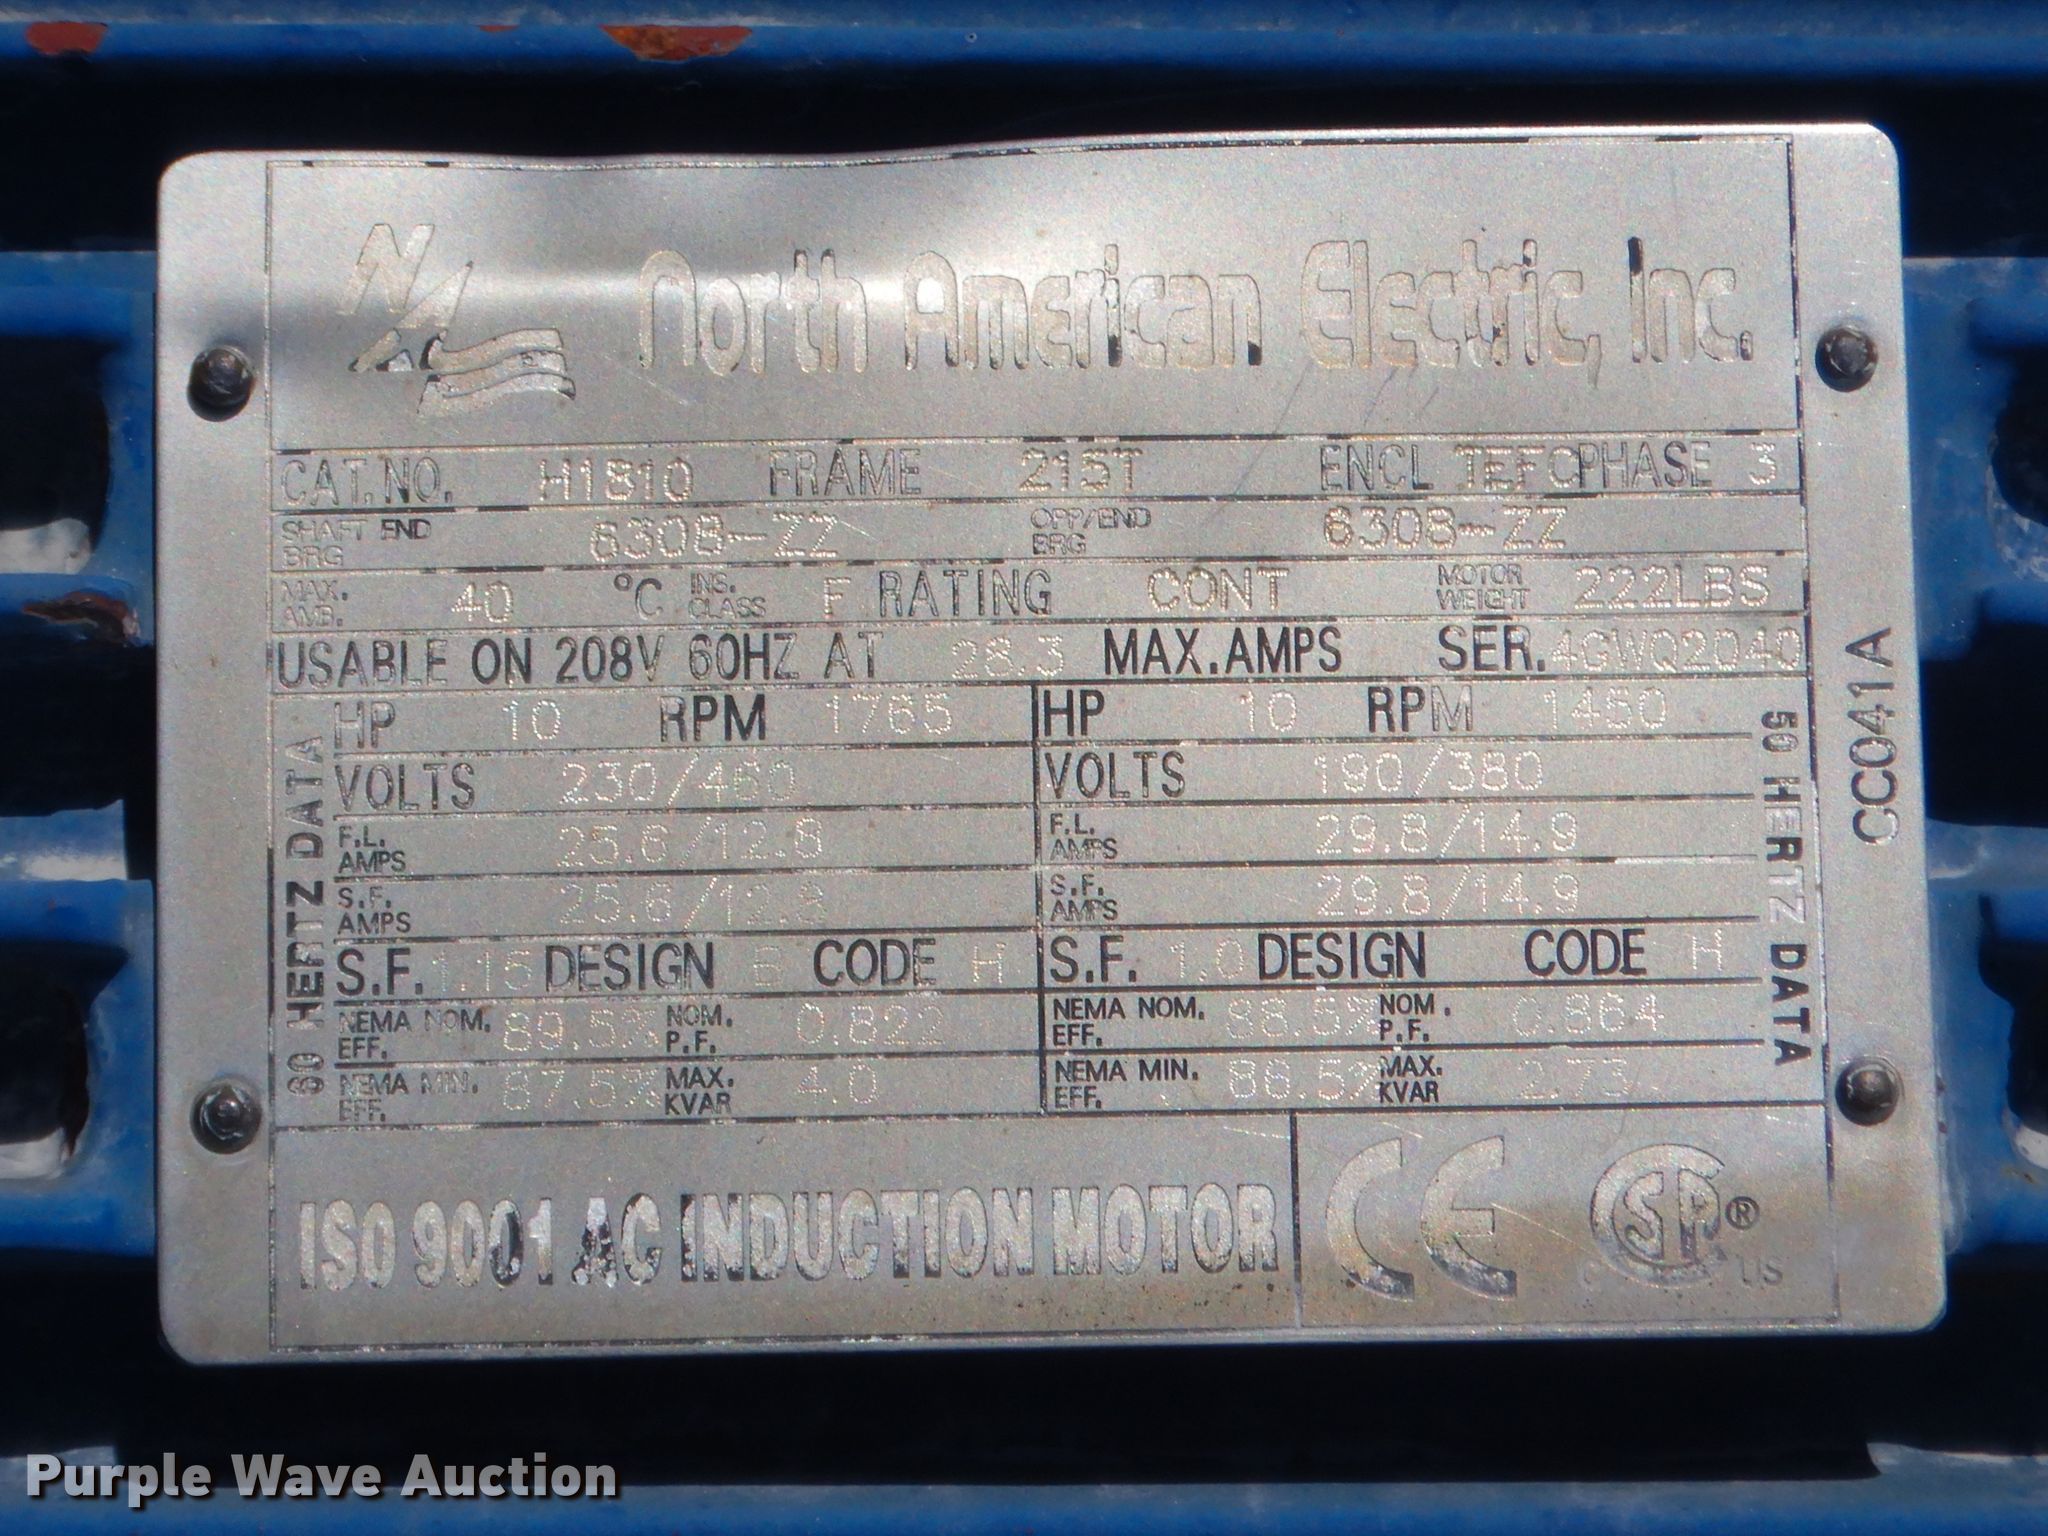 North American Electric, Inc.
CAT. NO. H1810 FRAME 215T ENCL TEFC PHASE 3
SHAFT END BRG 6308-ZZ OPP/END BRG 6308-ZZ
MAX. AMB. 40 °C INS. CLASS F RATING CONT MOTOR WEIGHT 222LBS
USABLE ON 208V 60HZ AT 28.3 MAX. AMPS SER. 4GWQ2040
60 HERTZ DATA
HP 10 RPM 1765
VOLTS 230/460
F.L. AMPS 25.6/12.8
S.F. AMPS 25.6/12.8
S.F. 1.15 DESIGN B CODE H
NEMA NOM. EFF. 89.5% NOM. P.F. 0.822
NEMA MIN. EFF. 87.5% MAX. KVAR 4.0
HP 10 RPM 1450
VOLTS 190/380
F.L. AMPS 29.8/14.9
S.F. AMPS 29.8/14.9
S.F. 1.0 DESIGN CODE H
NEMA NOM. EFF. 88.5% NOM. P.F. 0.864
NEMA MIN. EFF. 86.5% MAX. KVAR 2.73
50 HERTZ DATA
CC041A
ISO 9001 AC INDUCTION MOTOR
CE CSA ® US
Purple Wave Auction